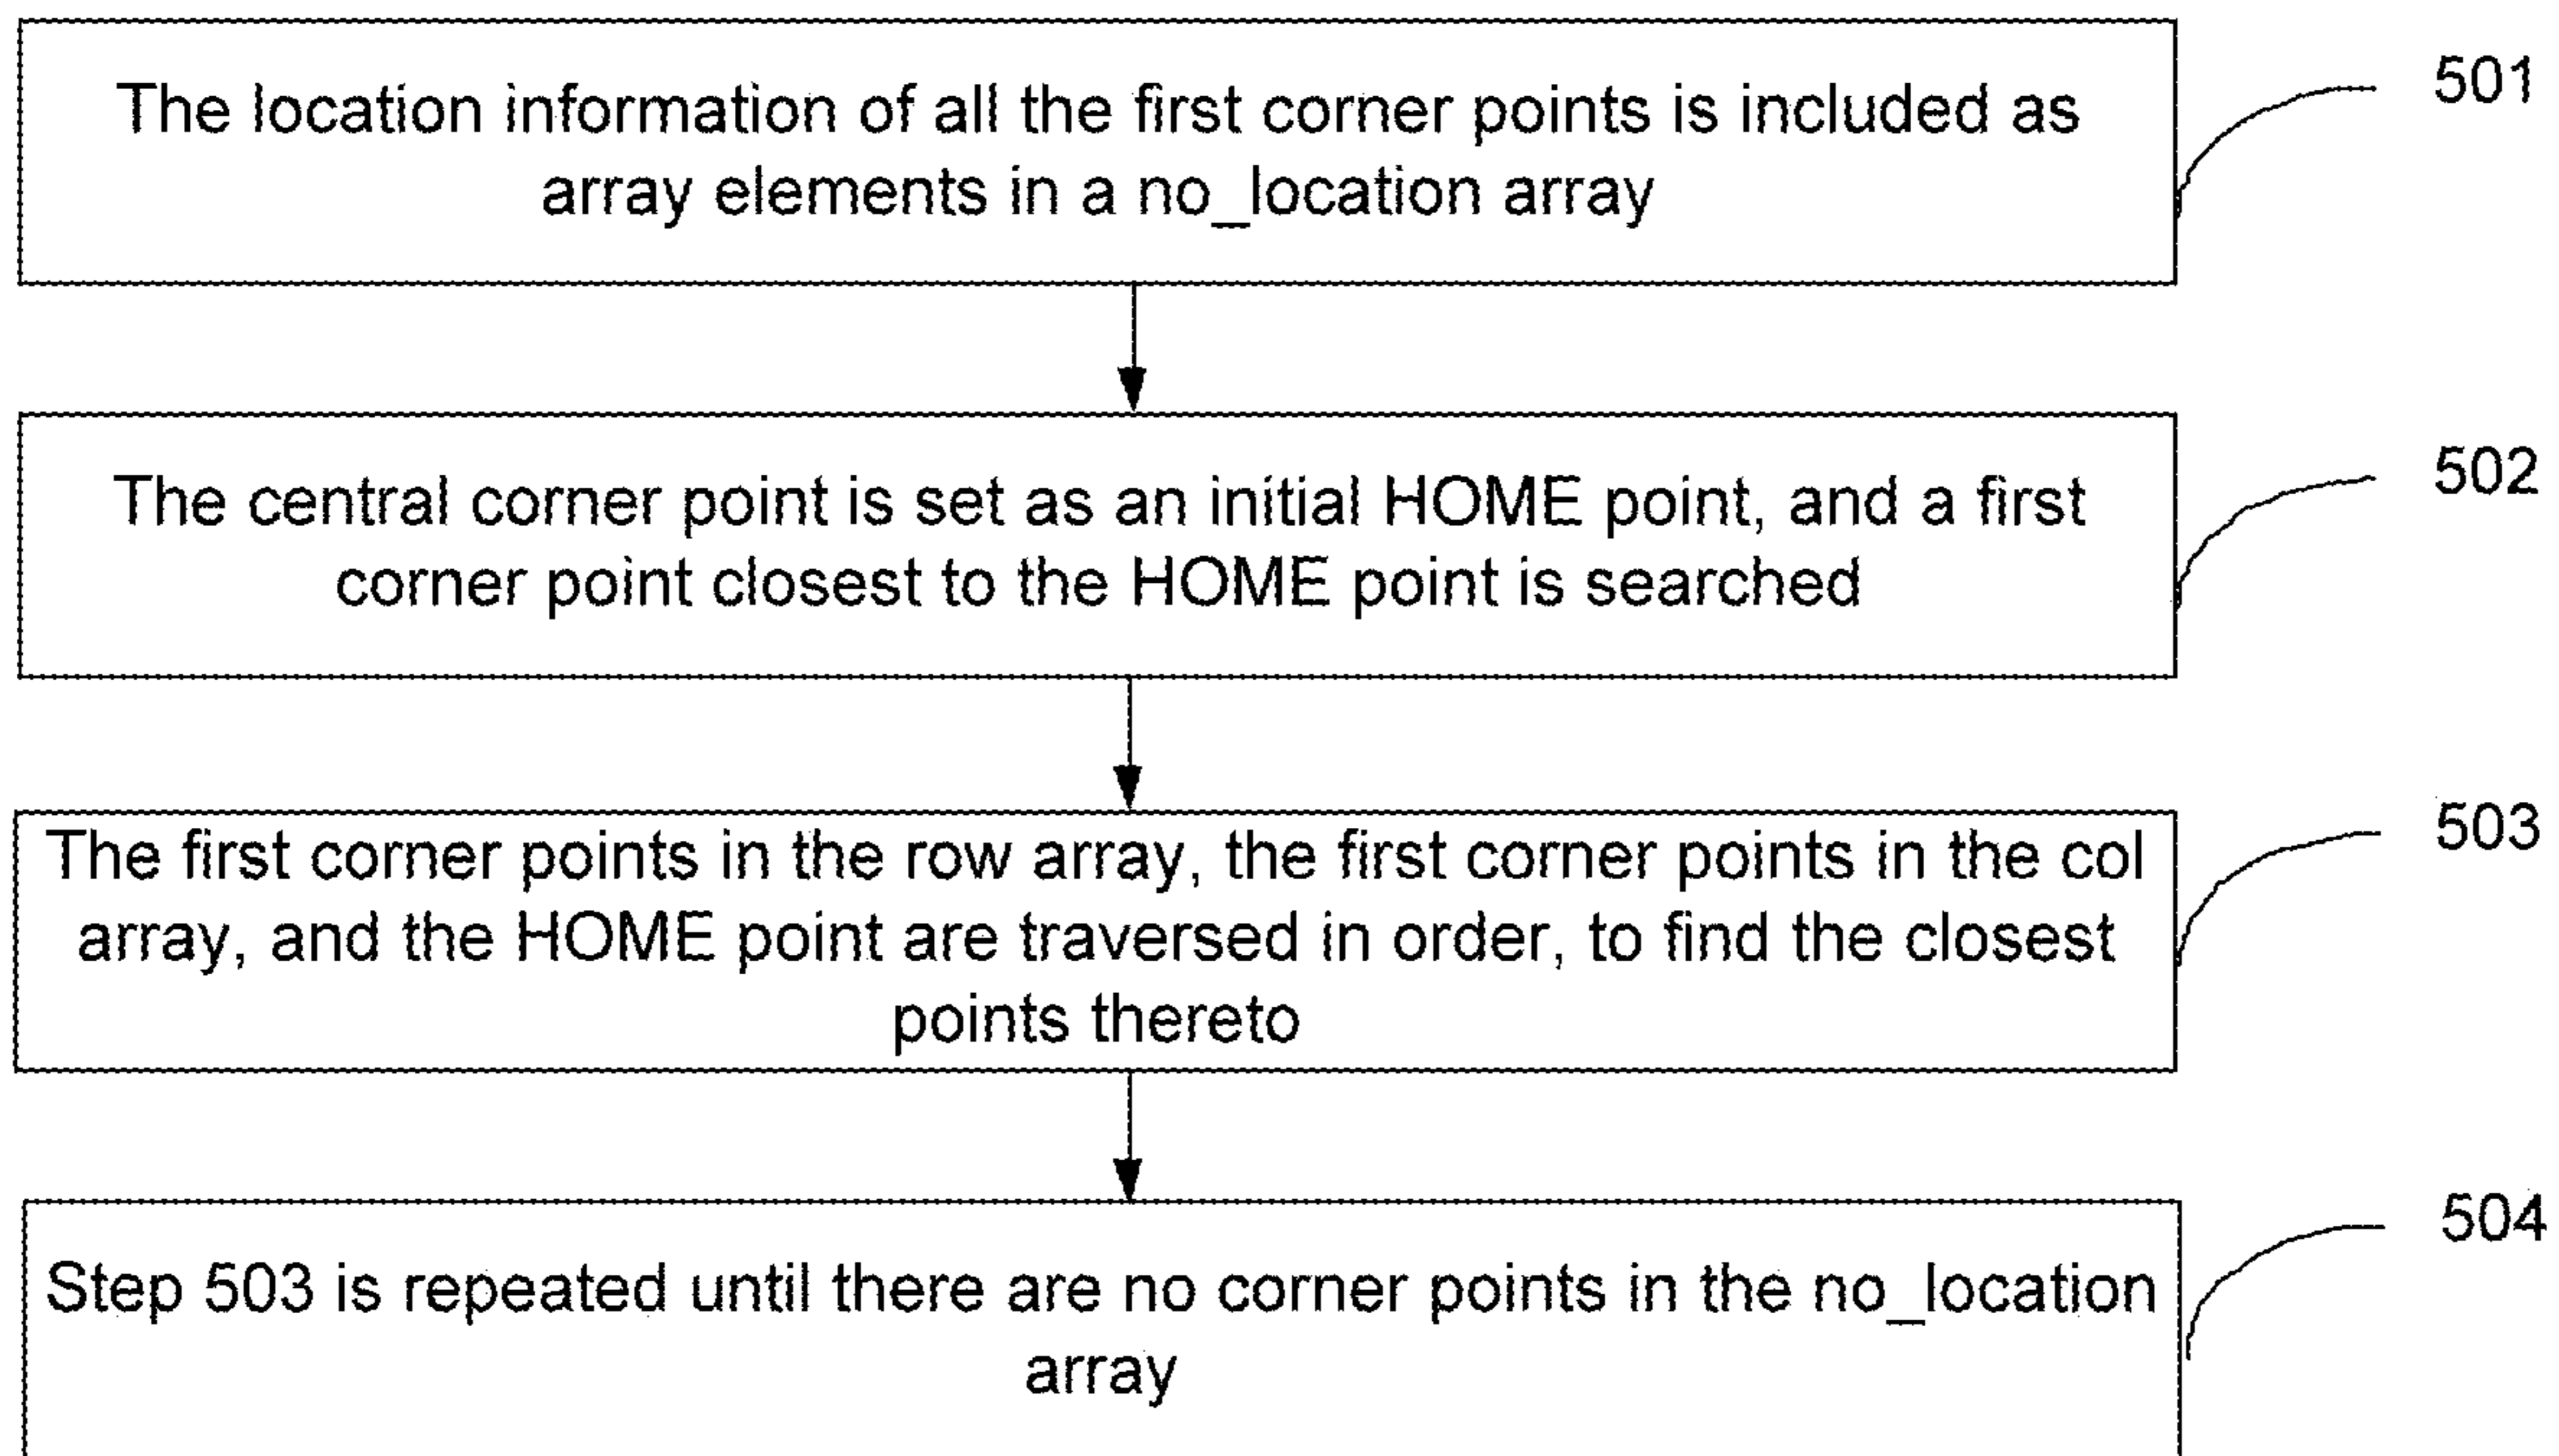 The location information of all the first corner points is included as
array elements in a no_location array
501
The central corner point is set as an initial HOME point, and a first
corner point closest to the HOME point is searched
502
The first corner points in the row array, the first corner points in the col
array, and the HOME point are traversed in order, to find the closest
points thereto
503
Step 503 is repeated until there are no corner points in the no_location
array
504